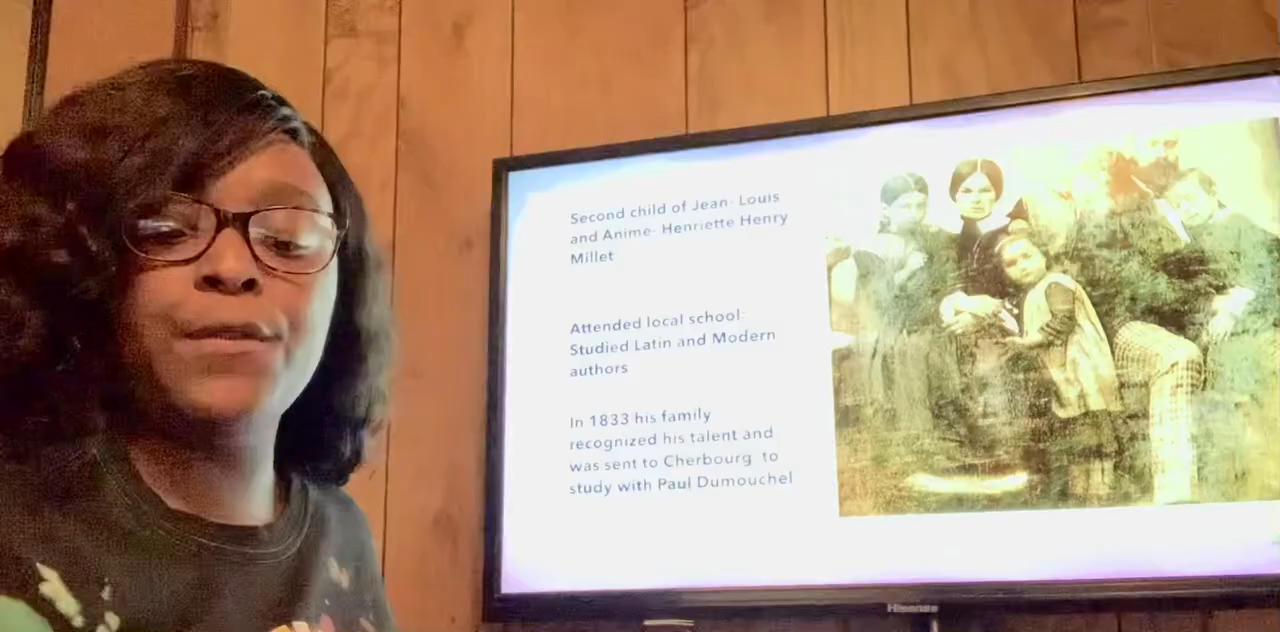 Second child of Jean- Louis
and Anime- Henriette Henry
Millet
Attended local school:
Studied Latin and Modern
authors
In 1833 his family
recognized his talent and
was sent to Cherbourg to
study with Paul Dumouchel
Hisense